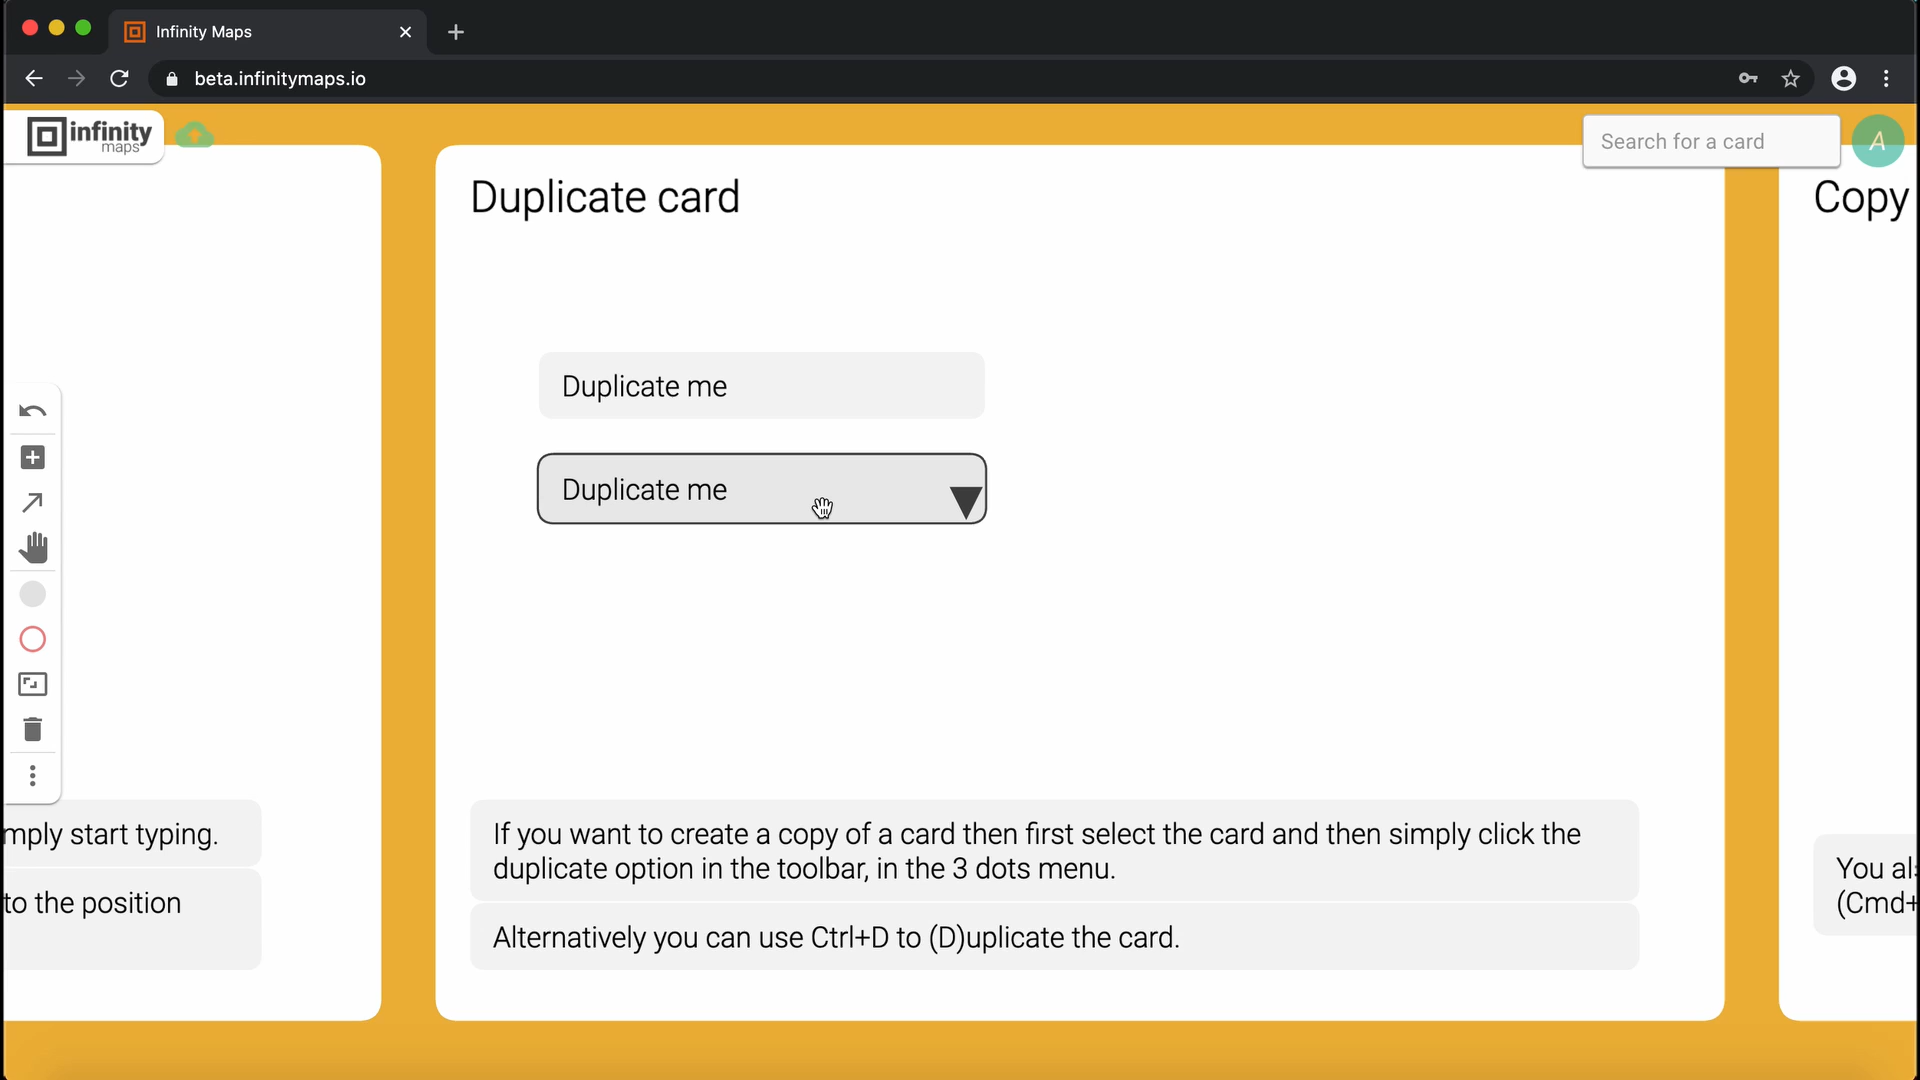 Infinity Maps
beta.infinitymaps.io
infinity
maps
Search for a card
A
Duplicate card
Copy
Duplicate me
Duplicate me
mply start typing.
to the position
If you want to create a copy of a card then first select the card and then simply click the
duplicate option in the toolbar, in the 3 dots menu.
Alternatively you can use Ctrl+D to (D)uplicate the card.
You al
(Cmd+